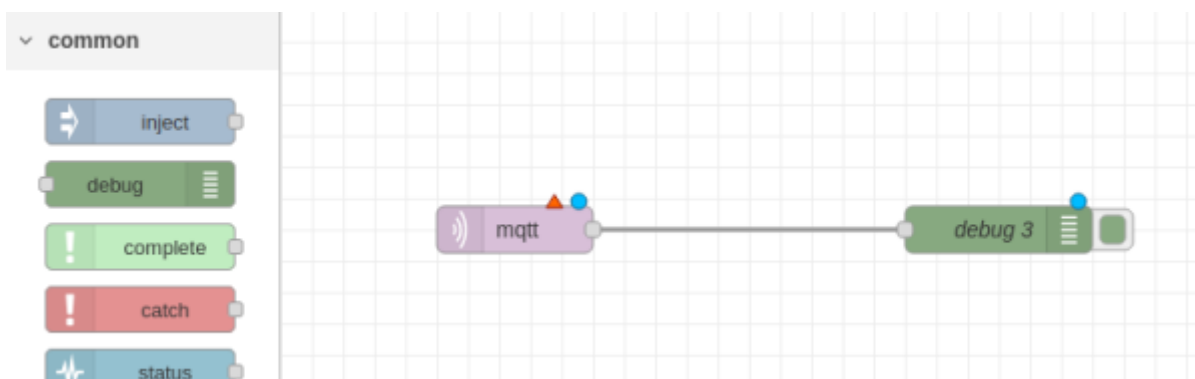 common
inject
debug
complete
catch
status
mqtt
debug 3